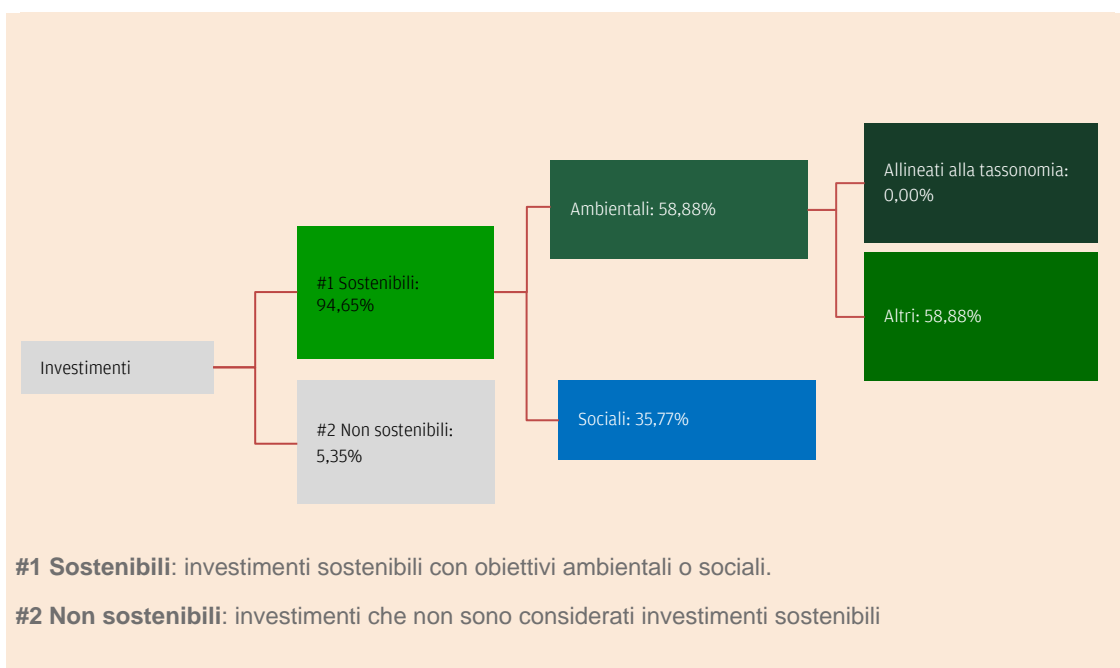 Investimenti
#1 Sostenibili:
94,65%
#2 Non sostenibili:
5,35%
Ambientali: 58,88%
Sociali: 35,77%
Allineati alla tassonomia:
0,00%
Altri: 58,88%
#1 Sostenibili: investimenti sostenibili con obiettivi ambientali o sociali.
#2 Non sostenibili: investimenti che non sono considerati investimenti sostenibili